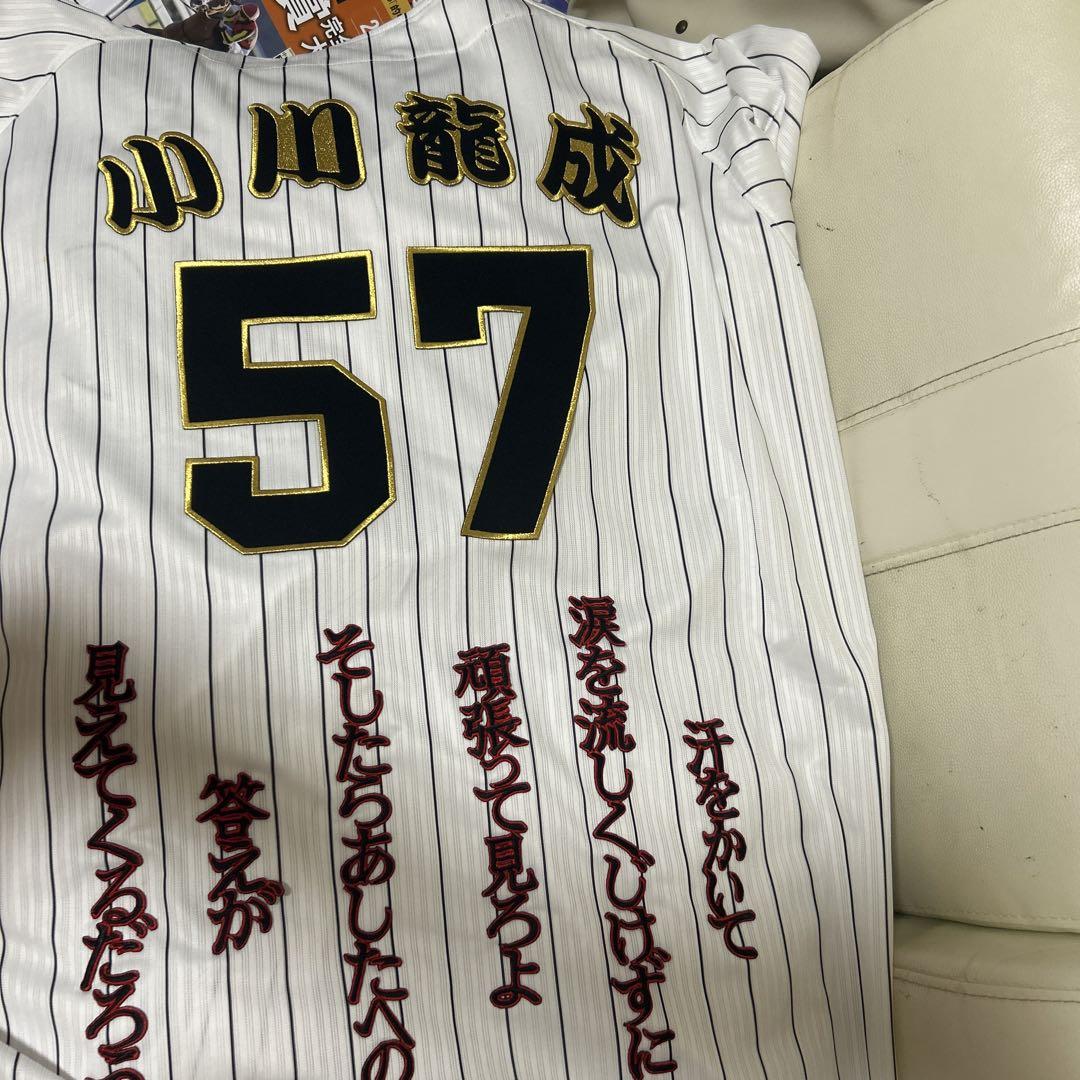 小川龍成
57
汗をかいて
涙を流しくじけずに
頑張って見ろよ
そしたらあしたへの
答えが
見えてくるだろう